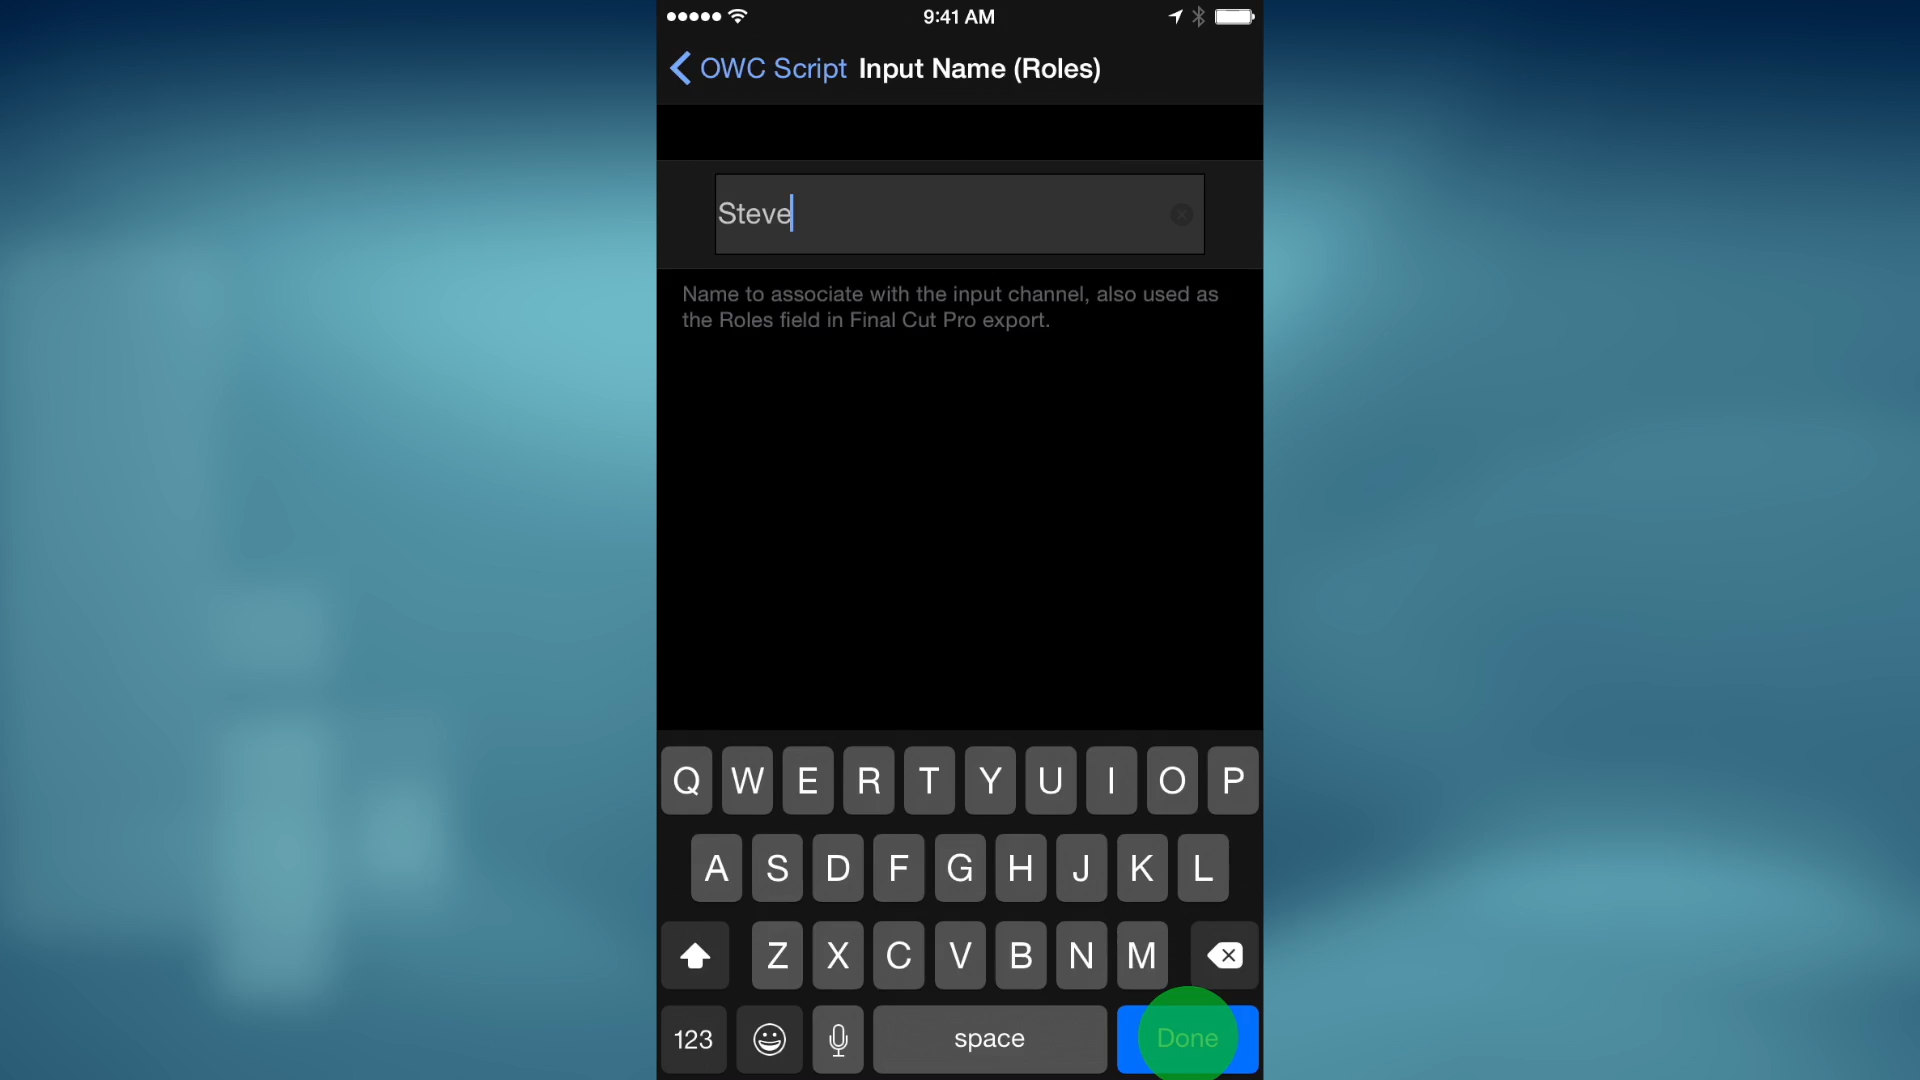 9:41 AM
OWC Script Input Name (Roles)
Steve
Name to associate with the input channel, also used as
the Roles field in Final Cut Pro export.
Q W E R T Y U I O P
A S D F G H J K L
Z X C V B N M
123 space Done